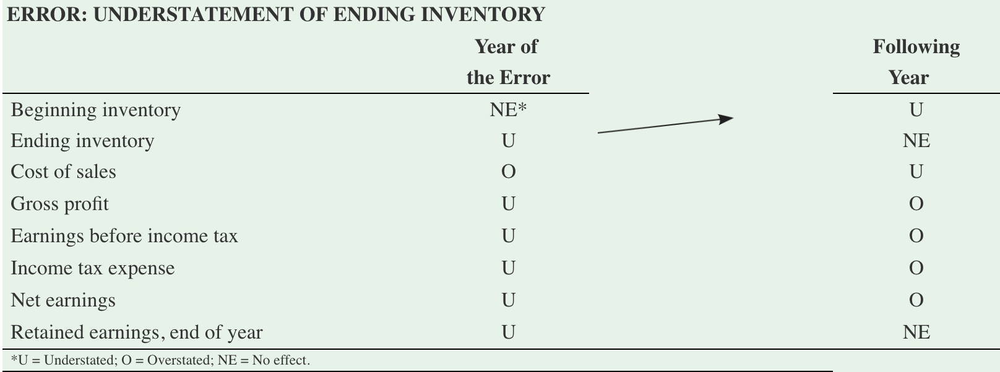 ERROR: UNDERSTATEMENT OF ENDING INVENTORY
Year of Following
the Error Year
Beginning inventory NE* U
Ending inventory U NE
Cost of sales O U
Gross profit U O
Earnings before income tax U O
Income tax expense U O
Net earnings U O
Retained earnings, end of year U NE
*U = Understated; O = Overstated; NE = No effect.